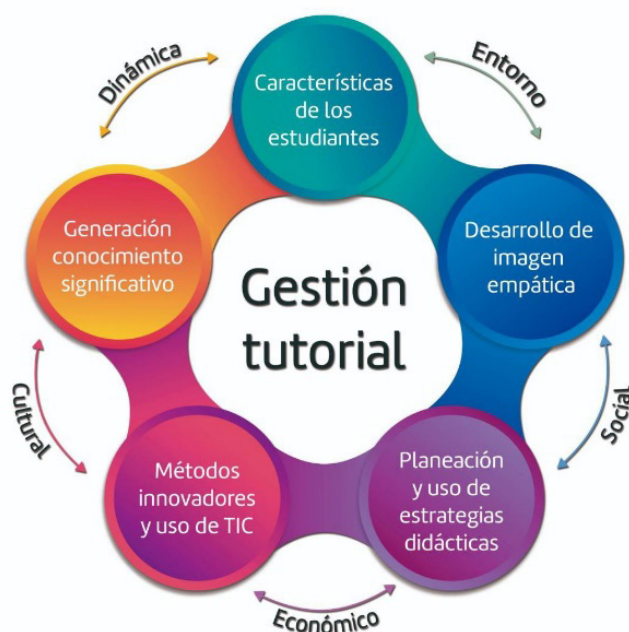 Dinámica
Entorno
Características
de los
estudiantes
Generación
conocimiento
significativo
Desarrollo de
imagen
empática
Gestión
tutorial
Cultural
Social
Métodos
innovadores
y uso de TIC
Planeación
y uso de
estrategias
didácticas
Económico